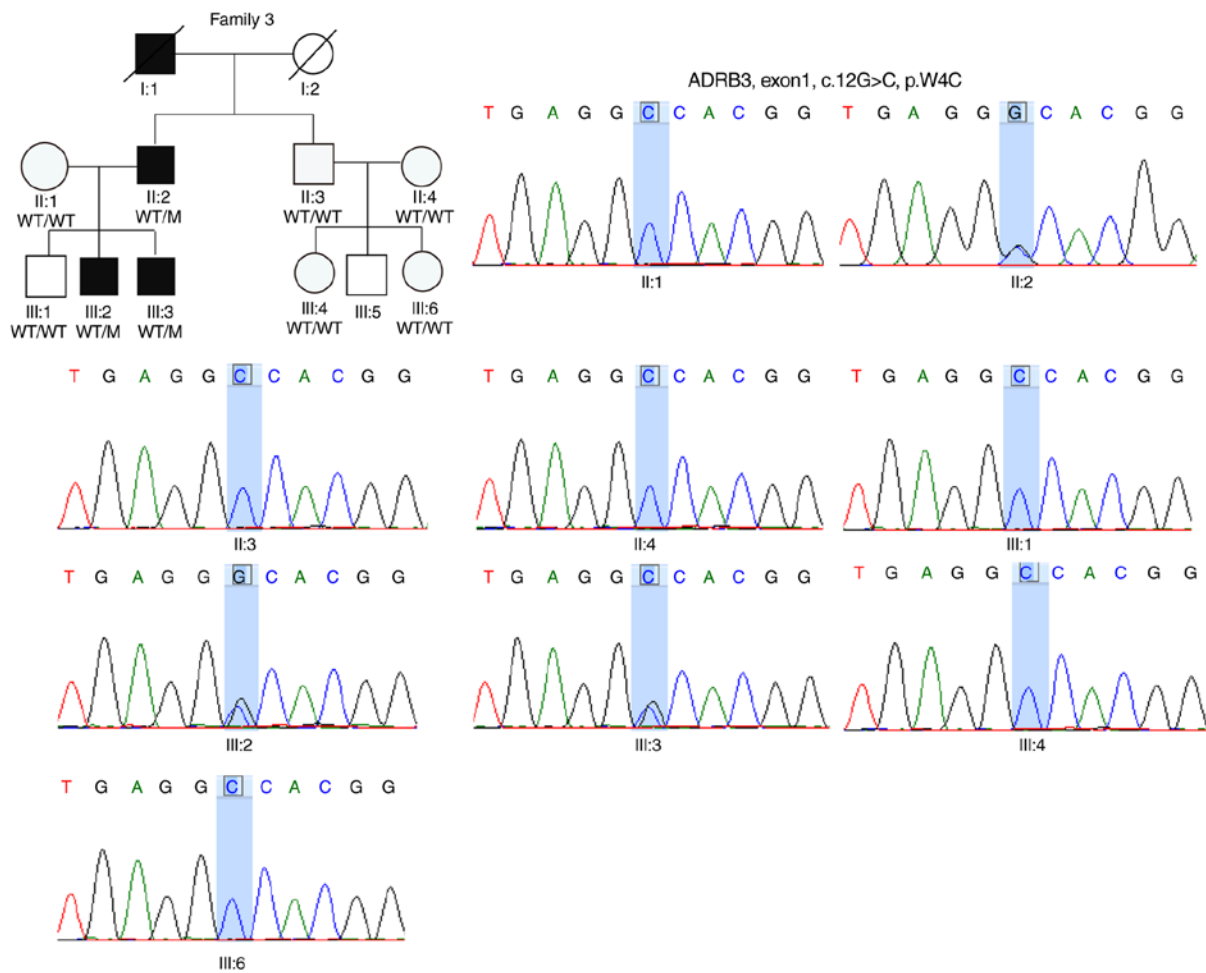 Family 3
I:1 I:2
II:1 II:2 II:3 II:4
WT/WT WT/M WT/WT WT/WT
III:1 III:2 III:3 III:4 III:5 III:6
WT/WT WT/M WT/M WT/WT WT/WT
ADRB3, exon1, c.12G>C, p.W4C
T G A G G C C A C G G T G A G G G C A C G G
II:1 II:2
T G A G G C C A C G G T G A G G C C A C G G T G A G G C C A C G G
II:3 II:4 III:1
T G A G G G C A C G G T G A G G C C A C G G T G A G G C C A C G G
III:2 III:3 III:4
T G A G G C C A C G G
III:6